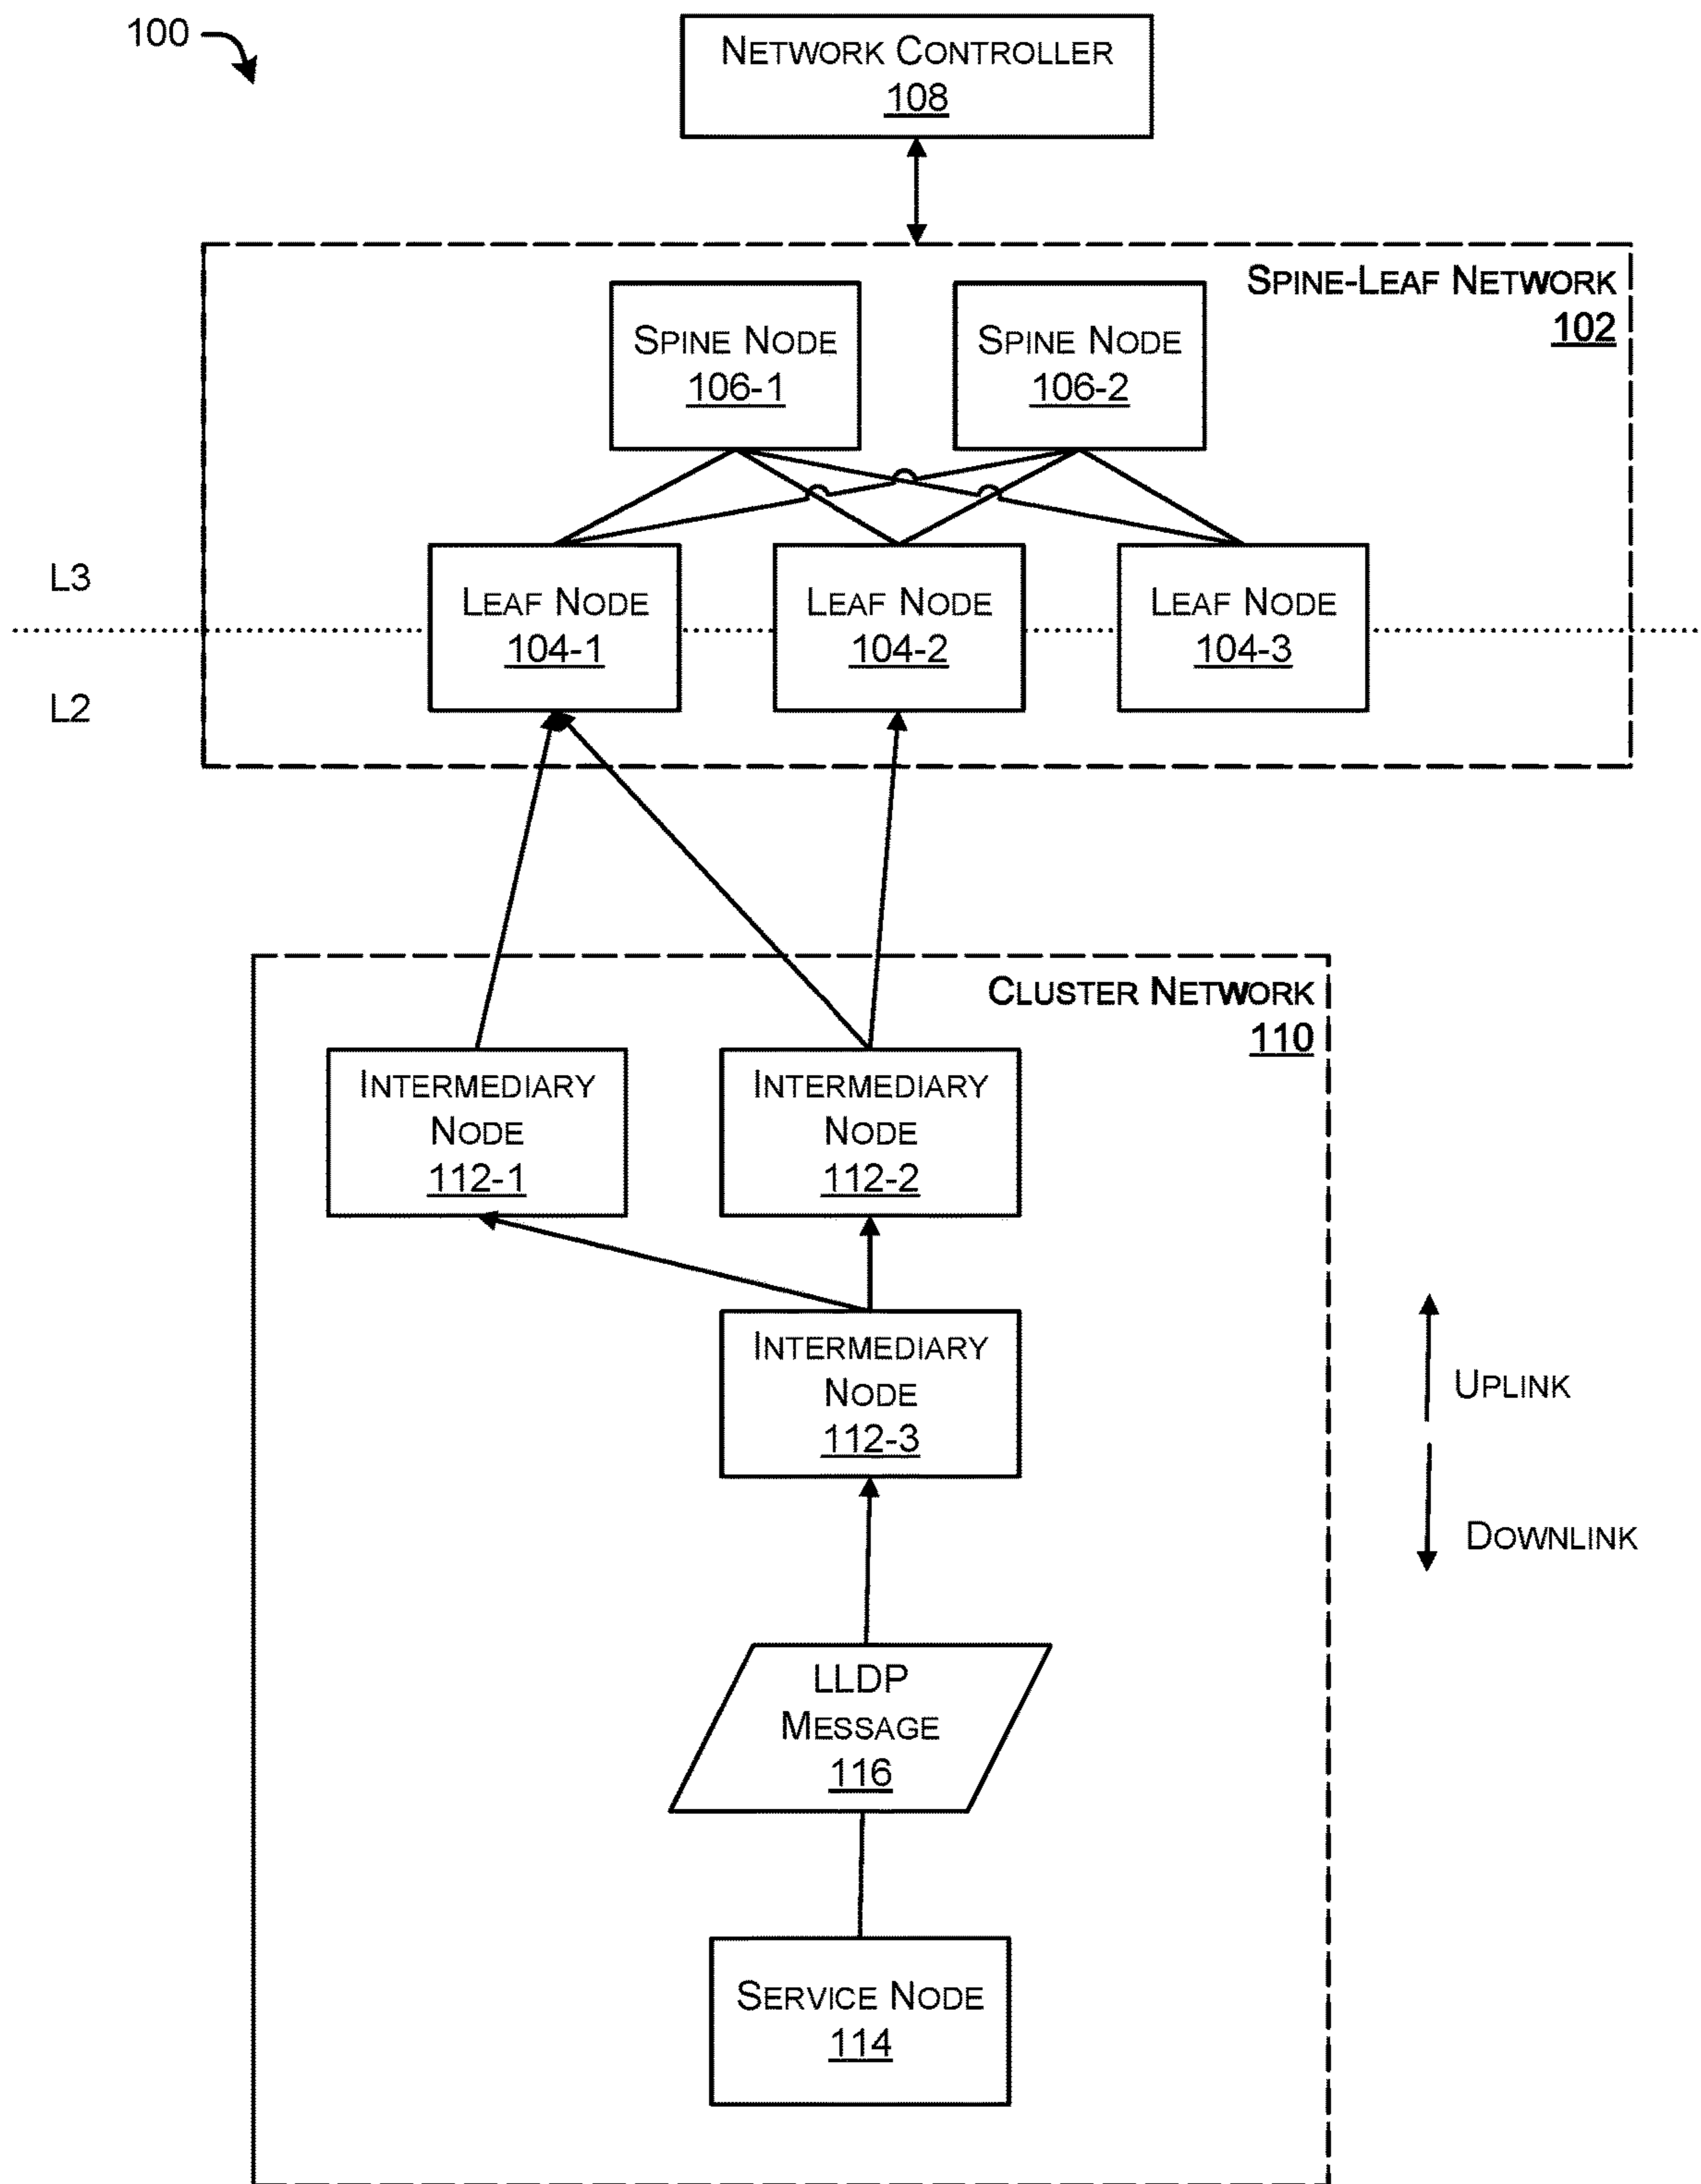 100
NETWORK CONTROLLER
108
SPINE-LEAF NETWORK
102
SPINE NODE
106-1
SPINE NODE
106-2
L3
LEAF NODE
104-1
LEAF NODE
104-2
LEAF NODE
104-3
L2
CLUSTER NETWORK
110
INTERMEDIARY
NODE
112-1
INTERMEDIARY
NODE
112-2
INTERMEDIARY
NODE
112-3
UPLINK
DOWNLINK
LLDP
MESSAGE
116
SERVICE NODE
114